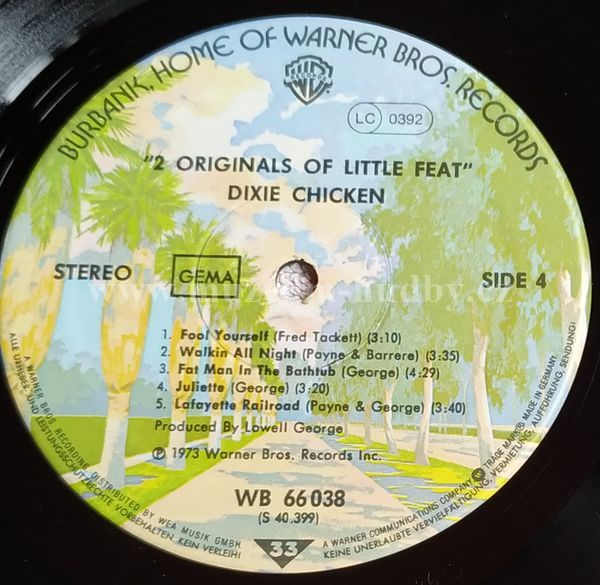 BURBANK, HOME OF WARNER BROS. RECORDS
LC 0392
"2 ORIGINALS OF LITTLE FEAT"
DIXIE CHICKEN
STEREO GEMA SIDE 4
1. Fool Yourself (Fred Tackett) (3:10)
2. Walkin All Night (Payne & Barrere) (3:35)
3. Fat Man In The Bathtub (George) (4:29)
4. Juliette (George) (3:20)
5. Lafayette Railroad (Payne & George) (3:40)
Produced By Lowell George
℗ 1973 Warner Bros. Records Inc.
WB 66 038
(S 40.399)
33
A WARNER BROS. RECORDING DISTRIBUTED BY WEA MUSIK GMBH
ALLE URHEBER- UND LEISTUNGSSCHUTZRECHTE VORBEHALTEN. KEIN VERLEIH!
A WARNER COMMUNICATIONS COMPANY TRADE MARK® MADE IN GERMANY
KEINE UNERLAUBTE VERVIELFÄLTIGUNG, VERMIETUNG, AUFFÜHRUNG, SENDUNG!